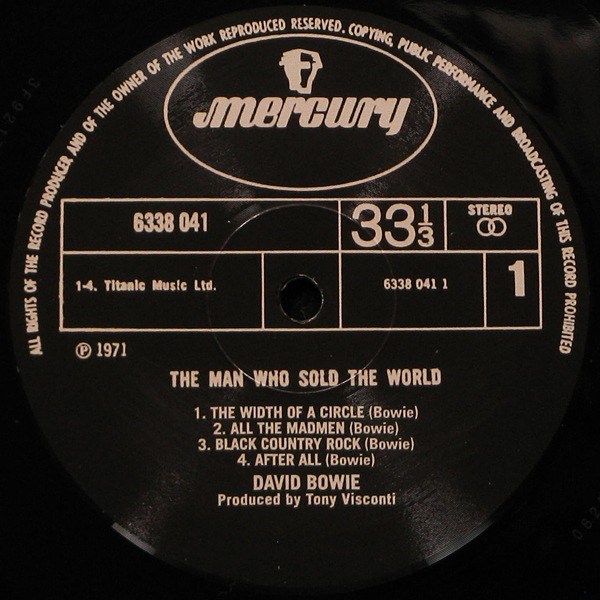 ALL RIGHTS OF THE RECORD PRODUCER AND OF THE OWNER OF THE WORK REPRODUCED RESERVED. COPYING, PUBLIC PERFORMANCE AND BROADCASTING OF THIS RECORD PROHIBITED
mercury
6338 041
33 1/3
STEREO
1-4. Titanic Music Ltd.
6338 041 1
1
℗ 1971
THE MAN WHO SOLD THE WORLD
1. THE WIDTH OF A CIRCLE (Bowie)
2. ALL THE MADMEN (Bowie)
3. BLACK COUNTRY ROCK (Bowie)
4. AFTER ALL (Bowie)
DAVID BOWIE
Produced by Tony Visconti